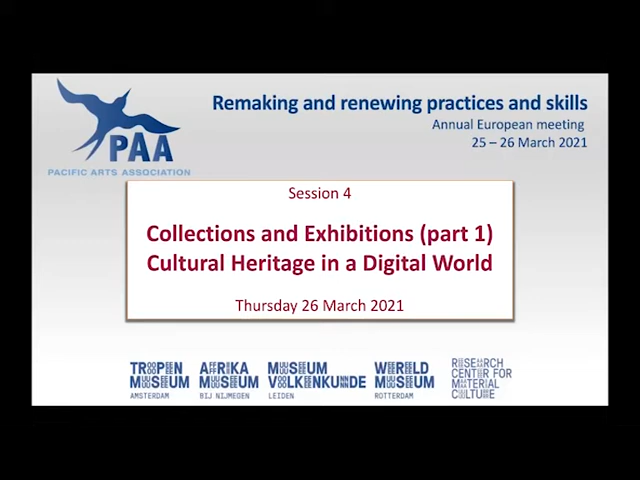 Remaking and renewing practices and skills
Annual European meeting
25 – 26 March 2021
PAA
PACIFIC ARTS ASSOCIATION
Session 4
Collections and Exhibitions (part 1)
Cultural Heritage in a Digital World
Thursday 26 March 2021
TROPEN
MUSEUM
AMSTERDAM
AFRIKA
MUSEUM
BIJ NIJMEGEN
MUSEUM
VOLKENKUNDE
LEIDEN
WERELD
MUSEUM
ROTTERDAM
RESEARCH
CENTER FOR
MATERIAL
CULTURE